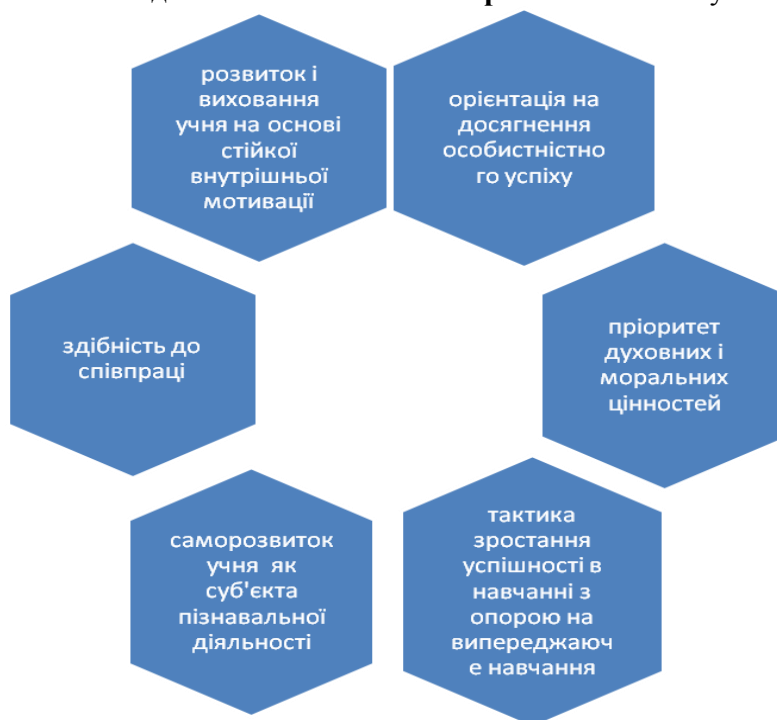 розвиток і
виховання
учня на основі
стійкої
внутрішньої
мотивації
орієнтація на
досягнення
особистністно
го успіху
здібність до
співпраці
пріоритет
духовних і
моральних
цінностей
саморозвиток
учня як
суб'єкта
пізнавальної
діяльності
тактика
зростання
успішності в
навчанні з
опорою на
випереджаюч
е навчання